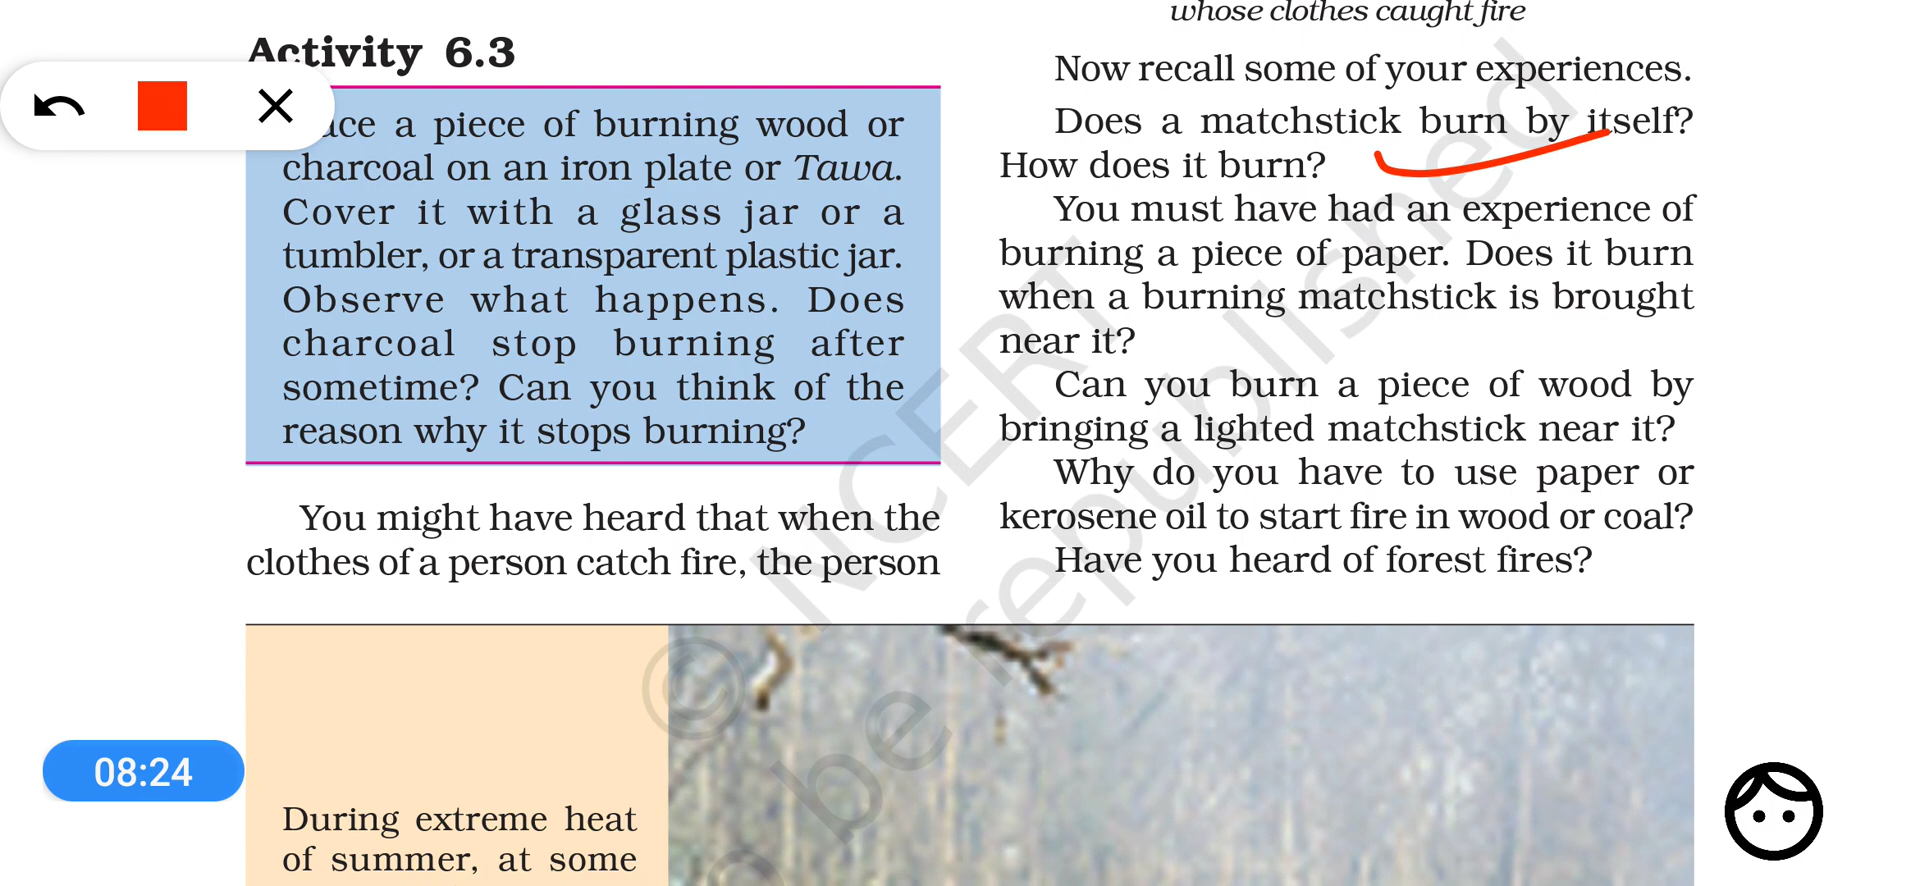 Activity 6.3
ace a piece of burning wood or
charcoal on an iron plate or Tawa.
Cover it with a glass jar or a
tumbler, or a transparent plastic jar.
Observe what happens. Does
charcoal stop burning after
sometime? Can you think of the
reason why it stops burning?
You might have heard that when the
clothes of a person catch fire, the person
whose clothes caught fire
Now recall some of your experiences.
Does a matchstick burn by itself?
How does it burn?
You must have had an experience of
burning a piece of paper. Does it burn
when a burning matchstick is brought
near it?
Can you burn a piece of wood by
bringing a lighted matchstick near it?
Why do you have to use paper or
kerosene oil to start fire in wood or coal?
Have you heard of forest fires?
During extreme heat
of summer, at some
08:24
© NCERT
be republished